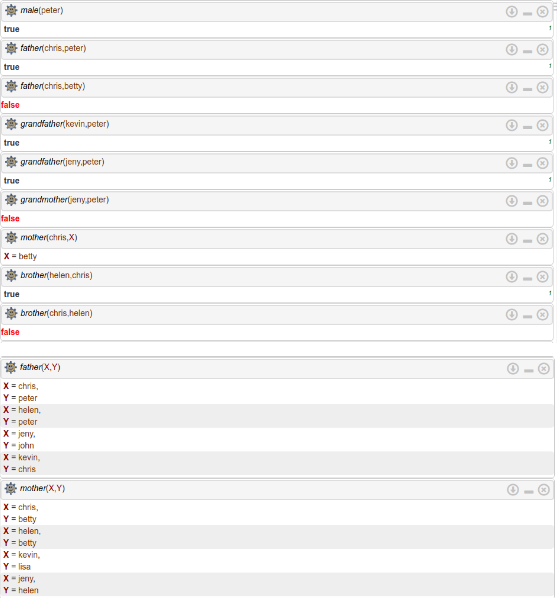 male(peter)
true
1
father(chris,peter)
true
1
father(chris,betty)
false
grandfather(kevin,peter)
true
1
grandfather(jeny,peter)
true
1
grandmother(jeny,peter)
false
mother(chris,X)
X = betty
brother(helen,chris)
true
1
brother(chris,helen)
false
father(X,Y)
X = chris,
Y = peter
X = helen,
Y = peter
X = jeny,
Y = john
X = kevin,
Y = chris
mother(X,Y)
X = chris,
Y = betty
X = helen,
Y = betty
X = kevin,
Y = lisa
X = jeny,
Y = helen